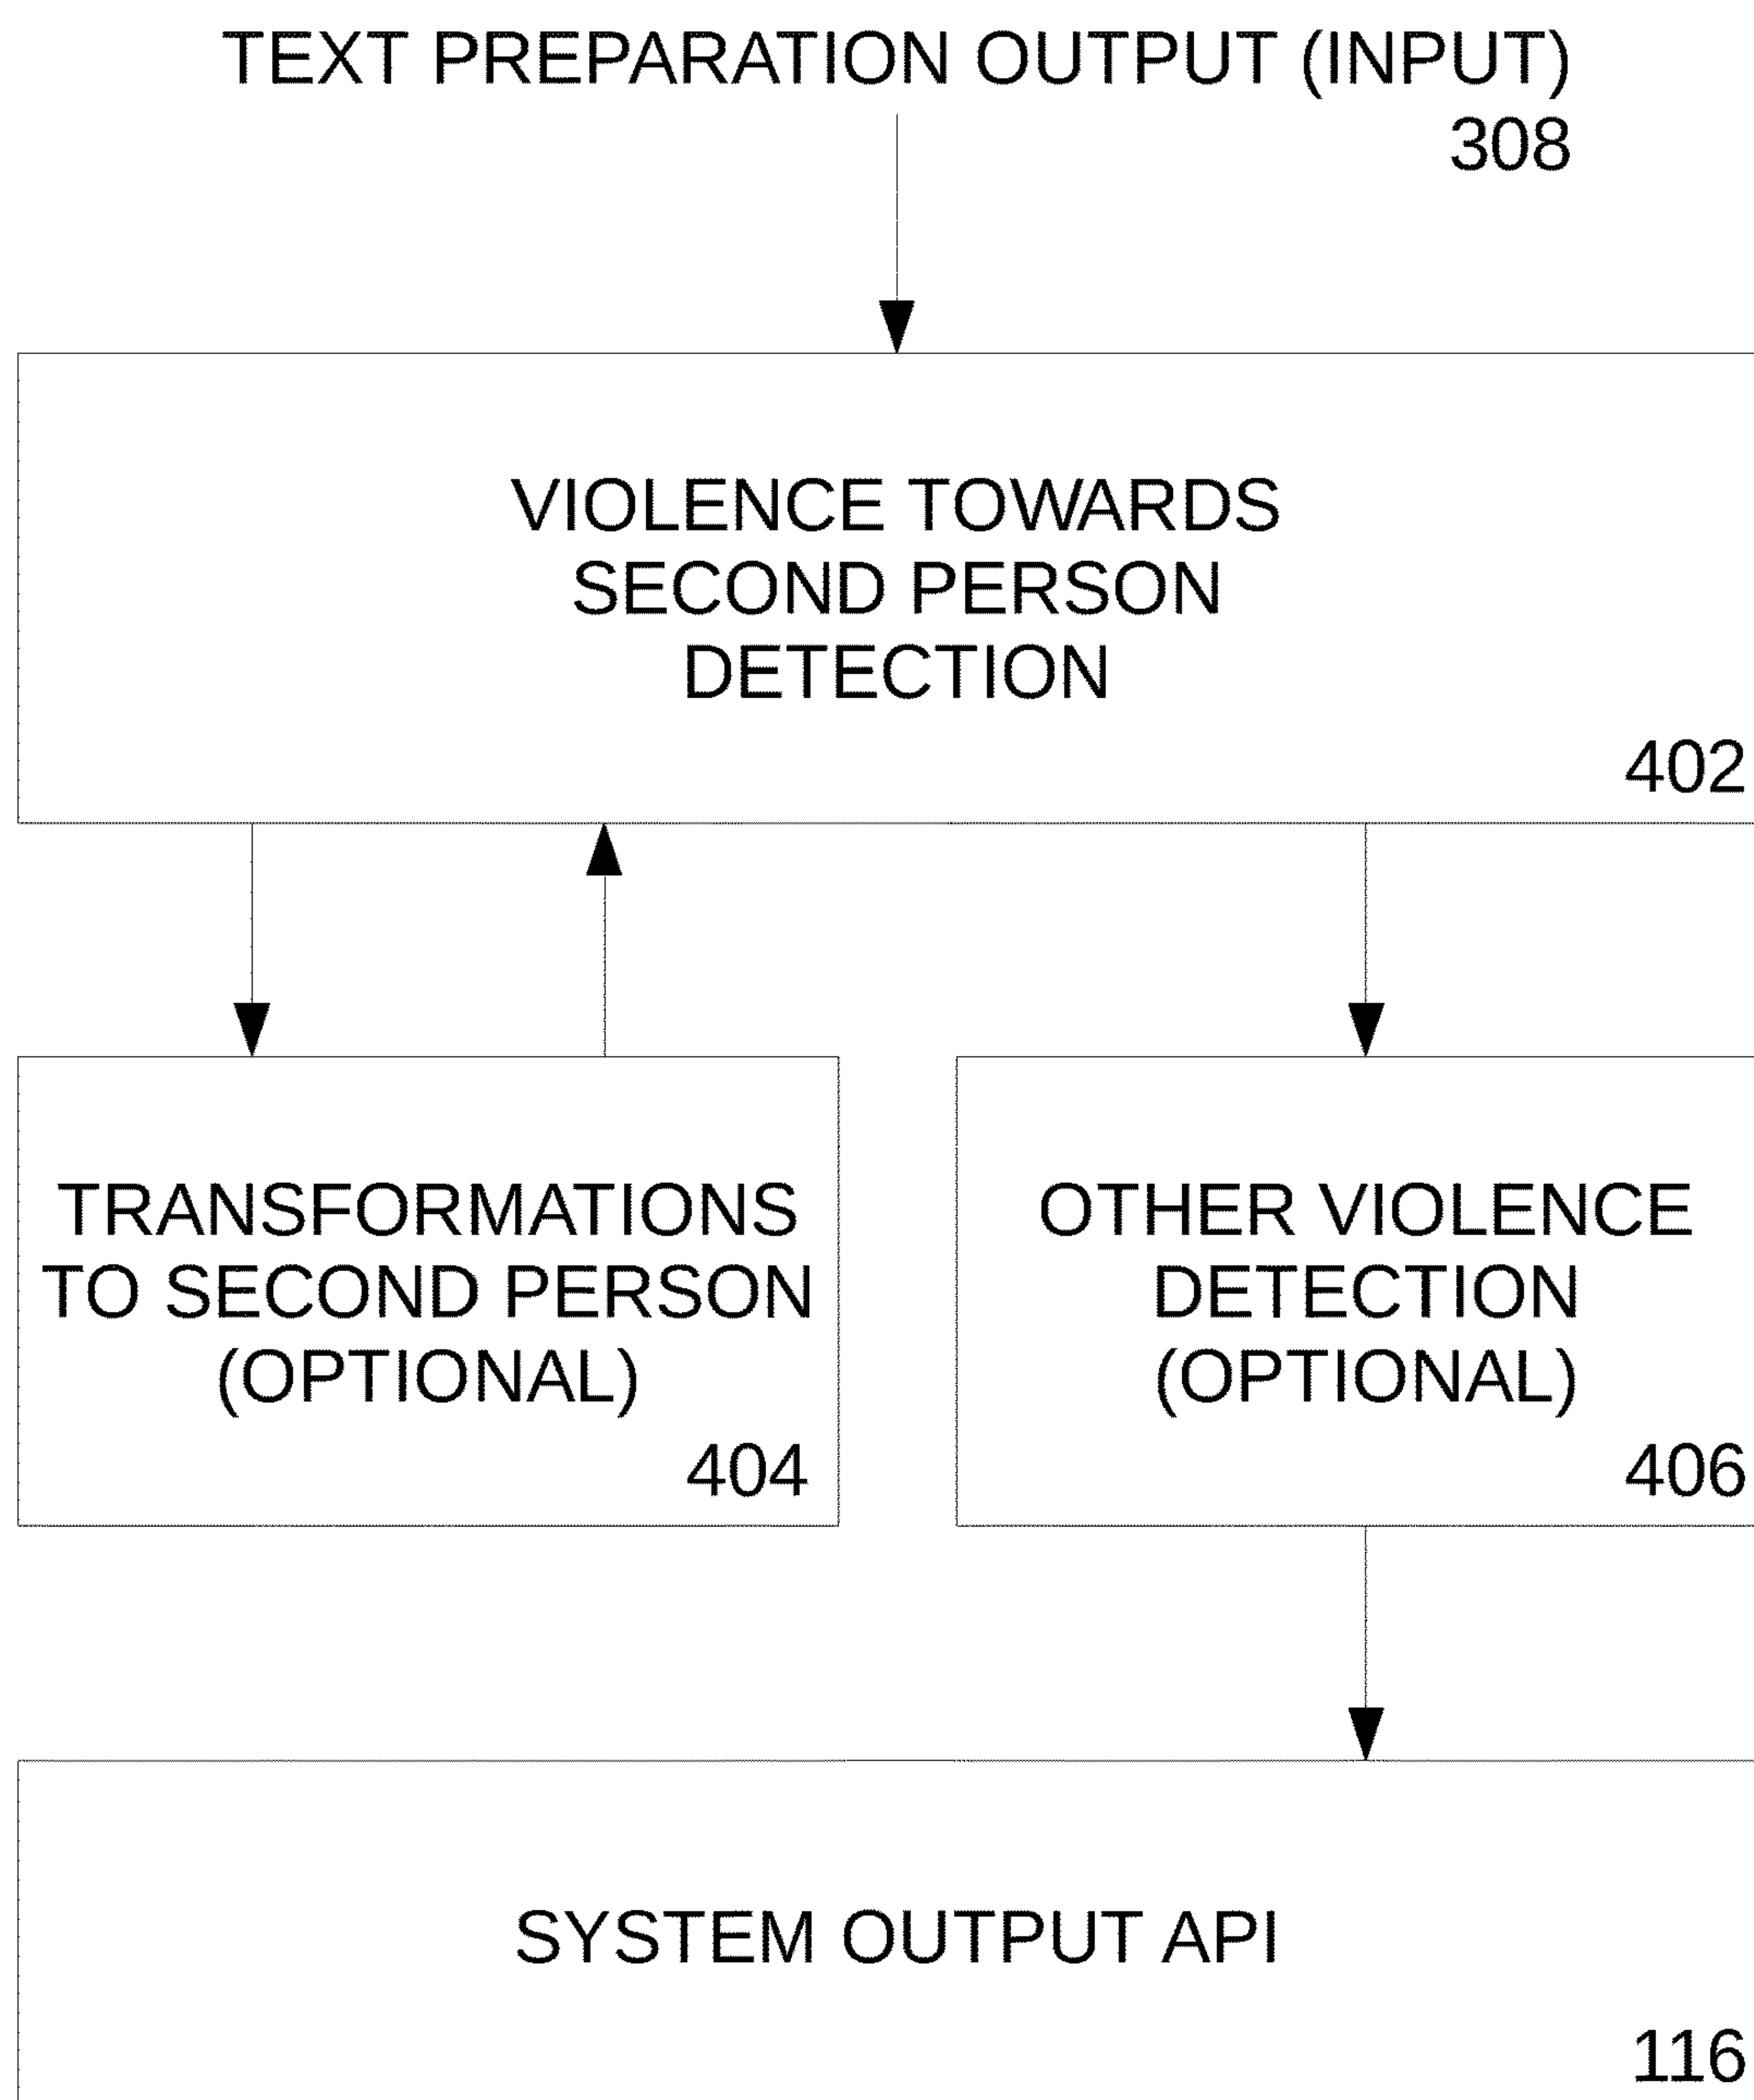 TEXT PREPARATION OUTPUT (INPUT)
308
VIOLENCE TOWARDS
SECOND PERSON
DETECTION
402
TRANSFORMATIONS
TO SECOND PERSON
(OPTIONAL)
404
OTHER VIOLENCE
DETECTION
(OPTIONAL)
406
SYSTEM OUTPUT API
116